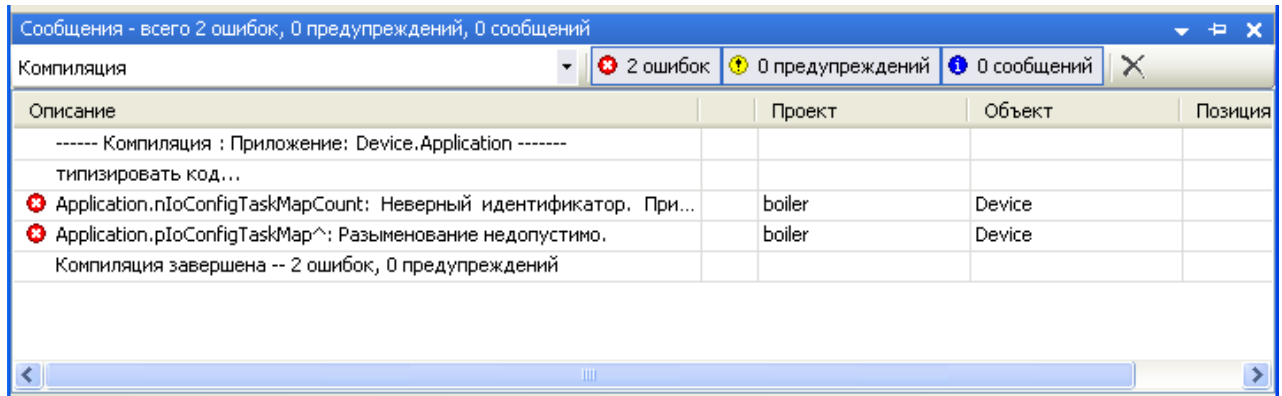 Сообщения - всего 2 ошибок, 0 предупреждений, 0 сообщений
Компиляция 2 ошибок 0 предупреждений 0 сообщений
Описание Проект Объект Позиция
------ Компиляция : Приложение: Device.Application -------
типизировать код...
Application.nIoConfigTaskMapCount: Неверный идентификатор. При... boiler Device
Application.pIoConfigTaskMap^: Разыменование недопустимо. boiler Device
Компиляция завершена -- 2 ошибок, 0 предупреждений